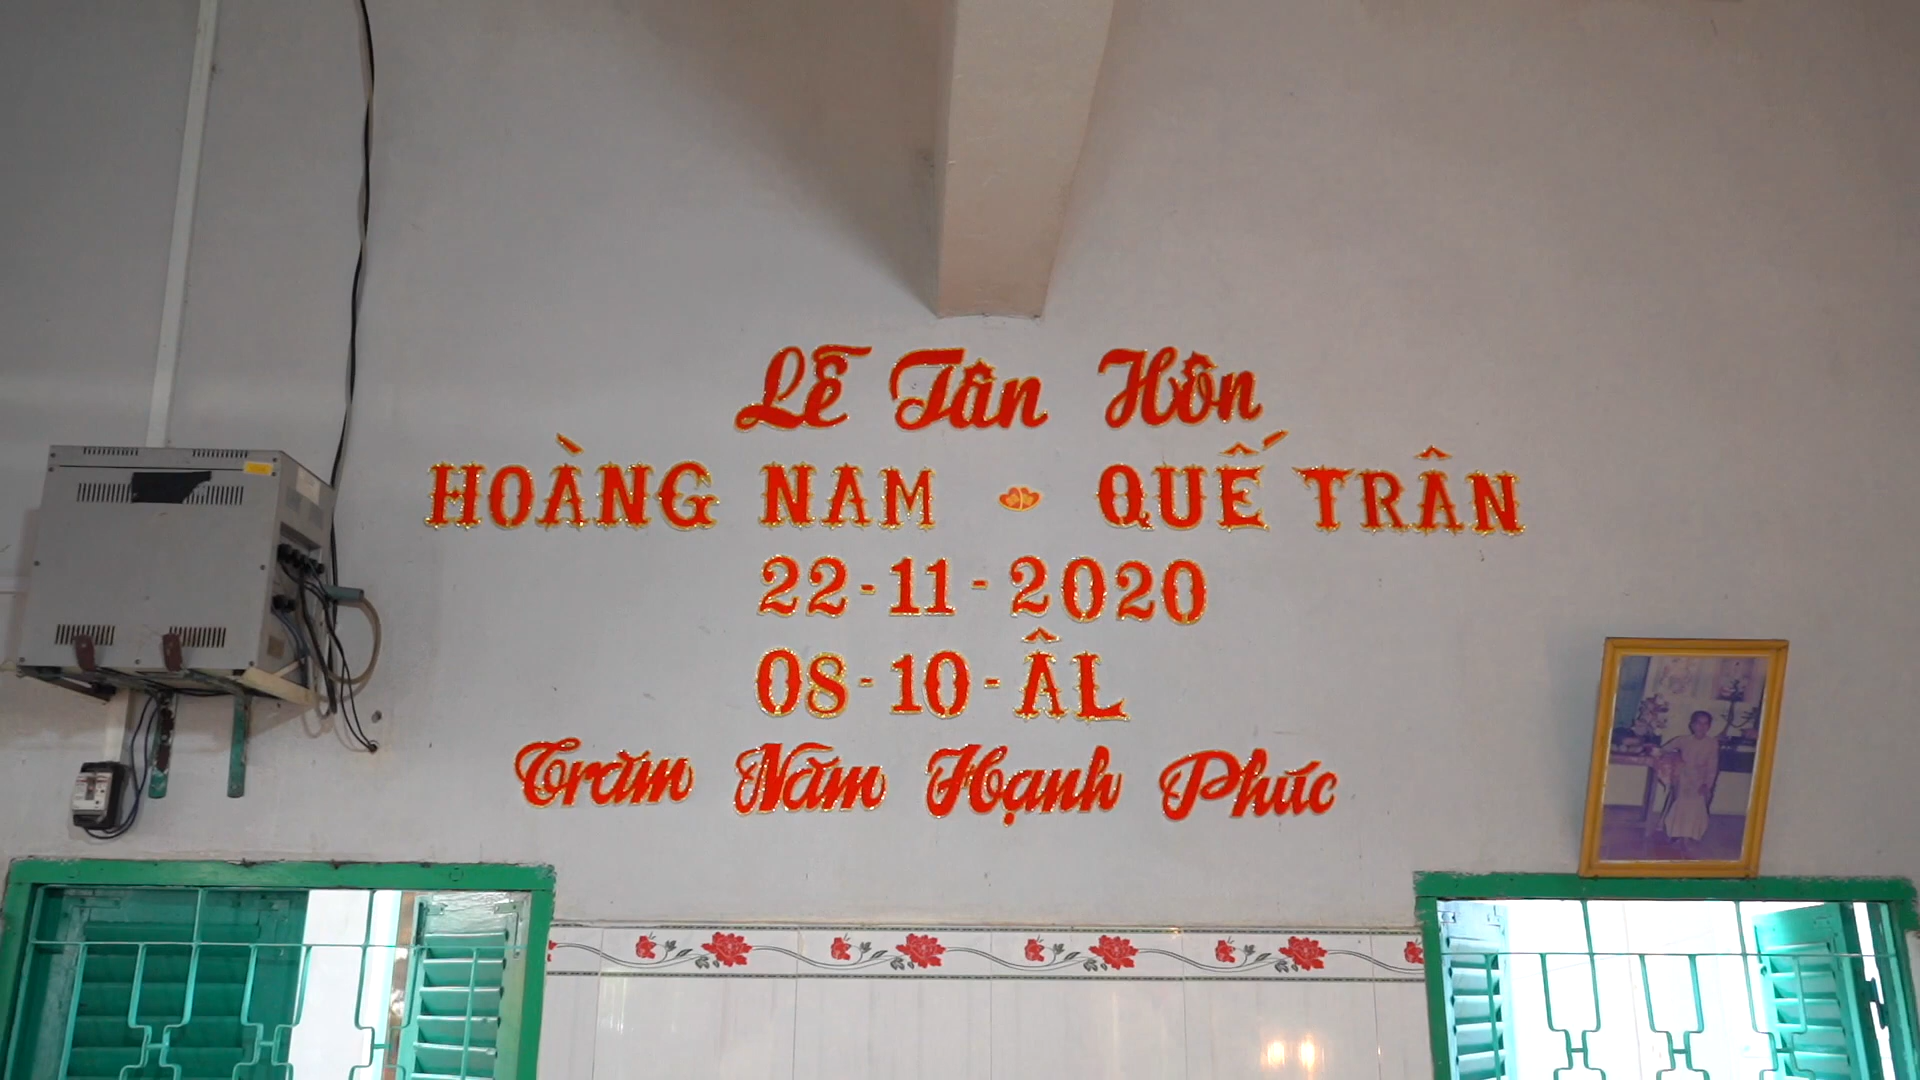 Lễ Tân Hôn
HOÀNG NAM QUẾ TRÂN
22-11-2020
08-10-ÂL
Trăm Năm Hạnh Phúc